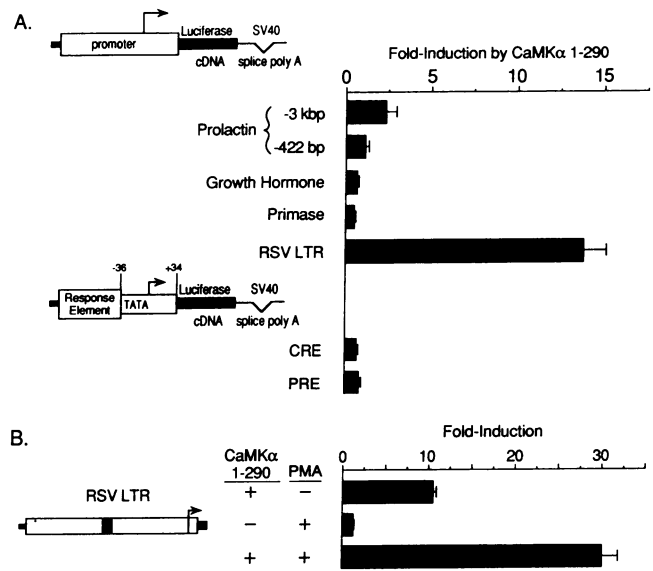 A.
promoter
Luciferase
cDNA
SV40
splice poly A
Fold-Induction by CaMKα 1-290
0 5 10 15
Prolactin
-3 kbp
-422 bp
Growth Hormone
Primase
RSV LTR
-36 +34
Response
Element
TATA
Luciferase
cDNA
SV40
splice poly A
CRE
PRE
B.
Fold-Induction
0 10 20 30
CaMKα
1-290
PMA
RSV LTR
+ −
− +
+ +